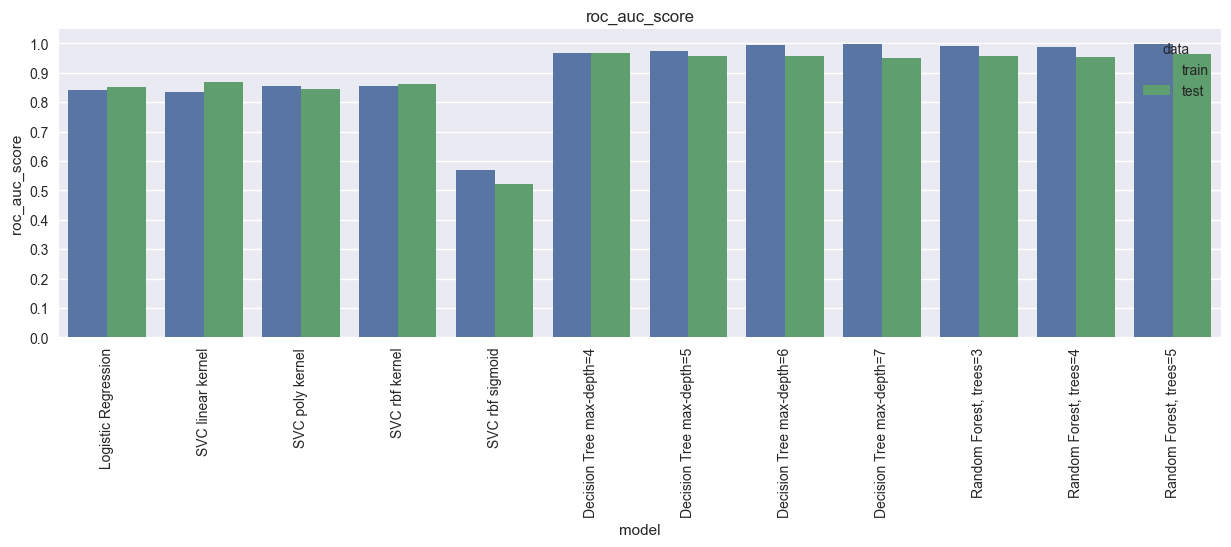 roc_auc_score
roc_auc_score
1.0
0.9
0.8
0.7
0.6
0.5
0.4
0.3
0.2
0.1
0.0
data
train
test
Logistic Regression
SVC linear kernel
SVC poly kernel
SVC rbf kernel
SVC rbf sigmoid
Decision Tree max-depth=4
Decision Tree max-depth=5
Decision Tree max-depth=6
Decision Tree max-depth=7
Random Forest, trees=3
Random Forest, trees=4
Random Forest, trees=5
model